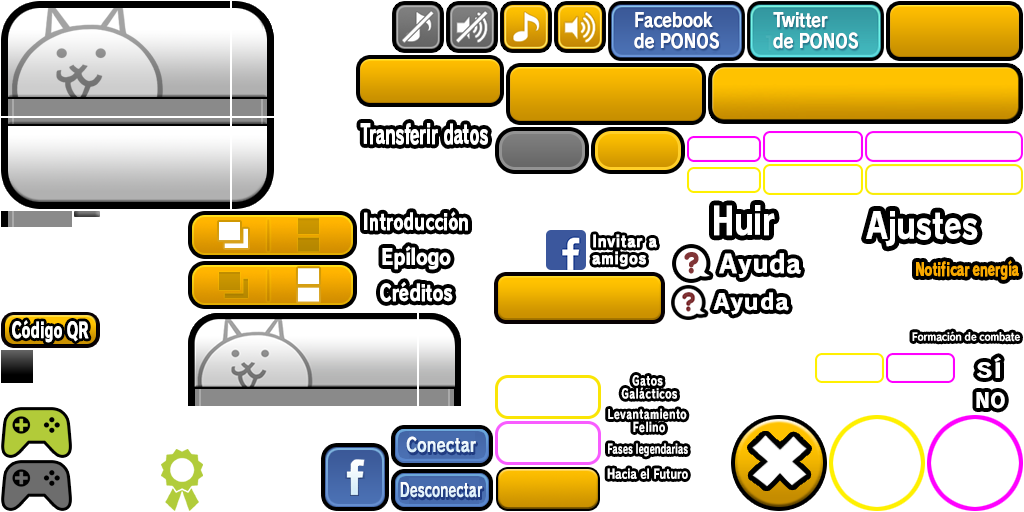 Facebook
de PONOS
Twitter
de PONOS
Transferir datos
Introducción
Epílogo
Créditos
Huir
Ajustes
Invitar a
amigos
Ayuda
Notificar energía
Ayuda
Código QR
Formación de combate
SÍ
NO
Gatos
Galácticos
Levantamiento
Felino
Fases legendarias
Hacia el Futuro
Conectar
Desconectar